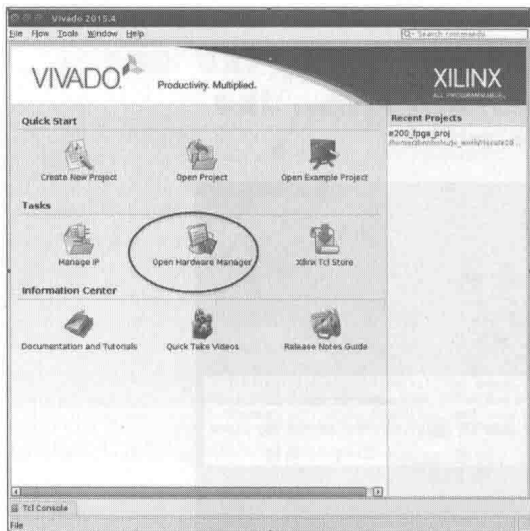 Vivado 2015.4
File Flow Tools Window Help
Search commands
VIVADO.
Productivity. Multiplied.
XILINX
ALL PROGRAMMABLE.
Quick Start
Create New Project
Open Project
Open Example Project
Recent Projects
e200_fpga_proj
Tasks
Manage IP
Open Hardware Manager
Xilinx Tcl Store
Information Center
Documentation and Tutorials
Quick Take Videos
Release Notes Guide
Tcl Console
File